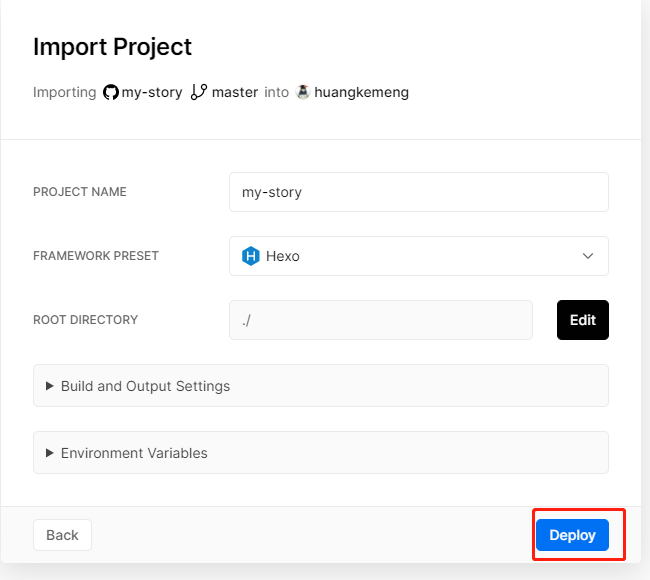 Import Project
Importing my-story master into huangkemeng
PROJECT NAME my-story
FRAMEWORK PRESET Hexo
ROOT DIRECTORY ./ Edit
Build and Output Settings
Environment Variables
Back Deploy